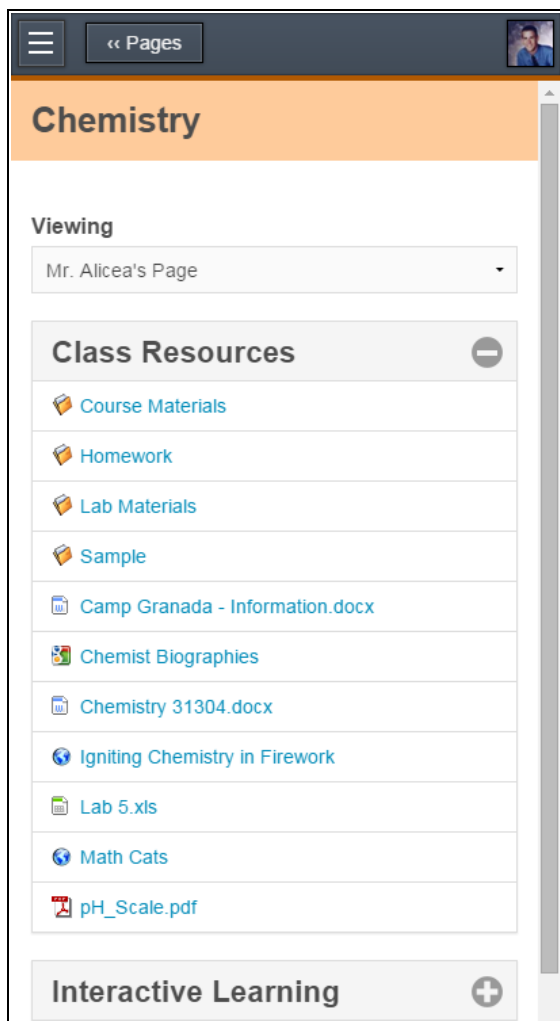 ‹‹ Pages
Chemistry
Viewing
Mr. Alicea's Page
Class Resources
Course Materials
Homework
Lab Materials
Sample
Camp Granada - Information.docx
Chemist Biographies
Chemistry 31304.docx
Igniting Chemistry in Firework
Lab 5.xls
Math Cats
pH_Scale.pdf
Interactive Learning